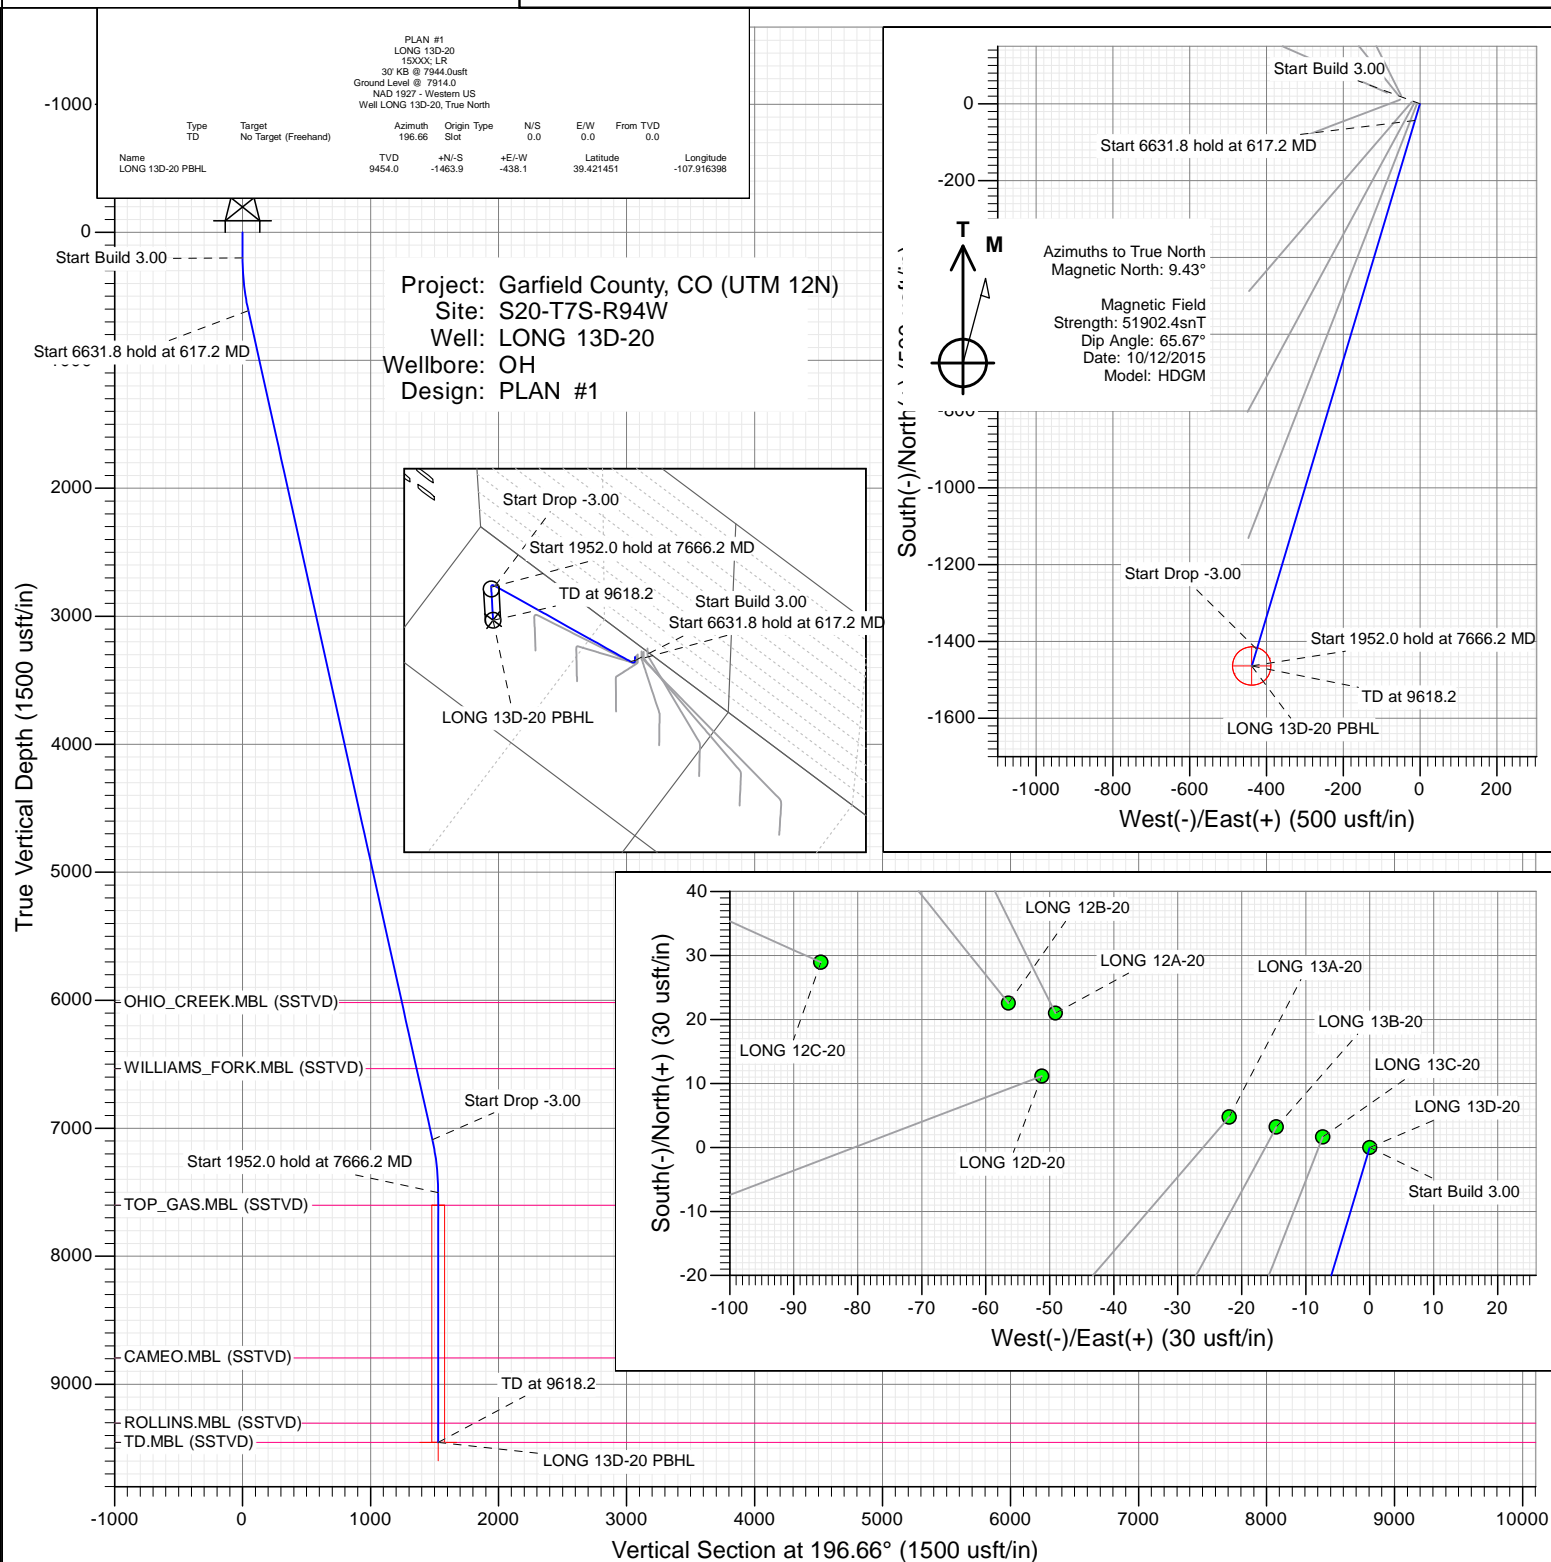 PLAN #1
LONG 13D-20
15XXX; LR
30' KB @ 7944.0usft
Ground Level @ 7914.0
NAD 1927 - Western US
Well LONG 13D-20, True North
Type Target Azimuth Origin Type N/S E/W From TVD
TD No Target (Freehand) 196.66 Slot 0.0 0.0 0.0
Name TVD +N/-S +E/-W Latitude Longitude
LONG 13D-20 PBHL 9454.0 -1463.9 -438.1 39.421451 -107.916398
-1000
0
2000
3000
4000
5000
6000
7000
8000
9000
True Vertical Depth (1500 usft/in)
Start Build 3.00
Start 6631.8 hold at 617.2 MD
OHIO_CREEK.MBL (SSTVD)
WILLIAMS_FORK.MBL (SSTVD)
Start Drop -3.00
Start 1952.0 hold at 7666.2 MD
TOP_GAS.MBL (SSTVD)
CAMEO.MBL (SSTVD)
TD at 9618.2
ROLLINS.MBL (SSTVD)
TD.MBL (SSTVD)
LONG 13D-20 PBHL
-1000 0 1000 2000 3000 4000 5000 6000 7000 8000 9000 10000
Vertical Section at 196.66° (1500 usft/in)
Project: Garfield County, CO (UTM 12N)
Site: S20-T7S-R94W
Well: LONG 13D-20
Wellbore: OH
Design: PLAN #1
Start Drop -3.00
Start 1952.0 hold at 7666.2 MD
TD at 9618.2
Start Build 3.00
Start 6631.8 hold at 617.2 MD
LONG 13D-20 PBHL
Start Build 3.00
Start 6631.8 hold at 617.2 MD
0
-200
-800
-1000
-1200
-1400
-1600
T
M
Azimuths to True North
Magnetic North: 9.43°
Magnetic Field
Strength: 51902.4snT
Dip Angle: 65.67°
Date: 10/12/2015
Model: HDGM
Start Drop -3.00
Start 1952.0 hold at 7666.2 MD
TD at 9618.2
LONG 13D-20 PBHL
-1000 -800 -600 -400 -200 0 200
West(-)/East(+) (500 usft/in)
South(-)/North
40
30
20
10
0
-10
-20
South(-)/North(+) (30 usft/in)
LONG 12B-20
LONG 12A-20
LONG 13A-20
LONG 13B-20
LONG 12C-20
LONG 13C-20
LONG 13D-20
LONG 12D-20
Start Build 3.00
-100 -90 -80 -70 -60 -50 -40 -30 -20 -10 0 10 20
West(-)/East(+) (30 usft/in)